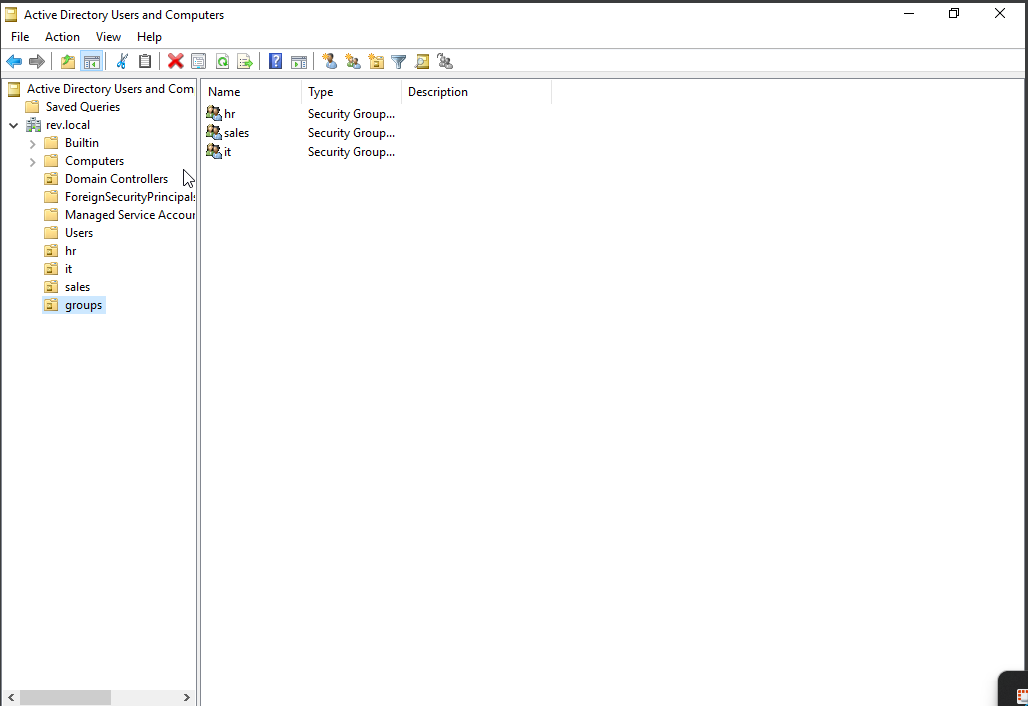 Active Directory Users and Computers
File Action View Help
Active Directory Users and Com
Saved Queries
rev.local
Builtin
Computers
Domain Controllers
ForeignSecurityPrincipals
Managed Service Accour
Users
hr
it
sales
groups
Name Type Description
hr Security Group...
sales Security Group...
it Security Group...